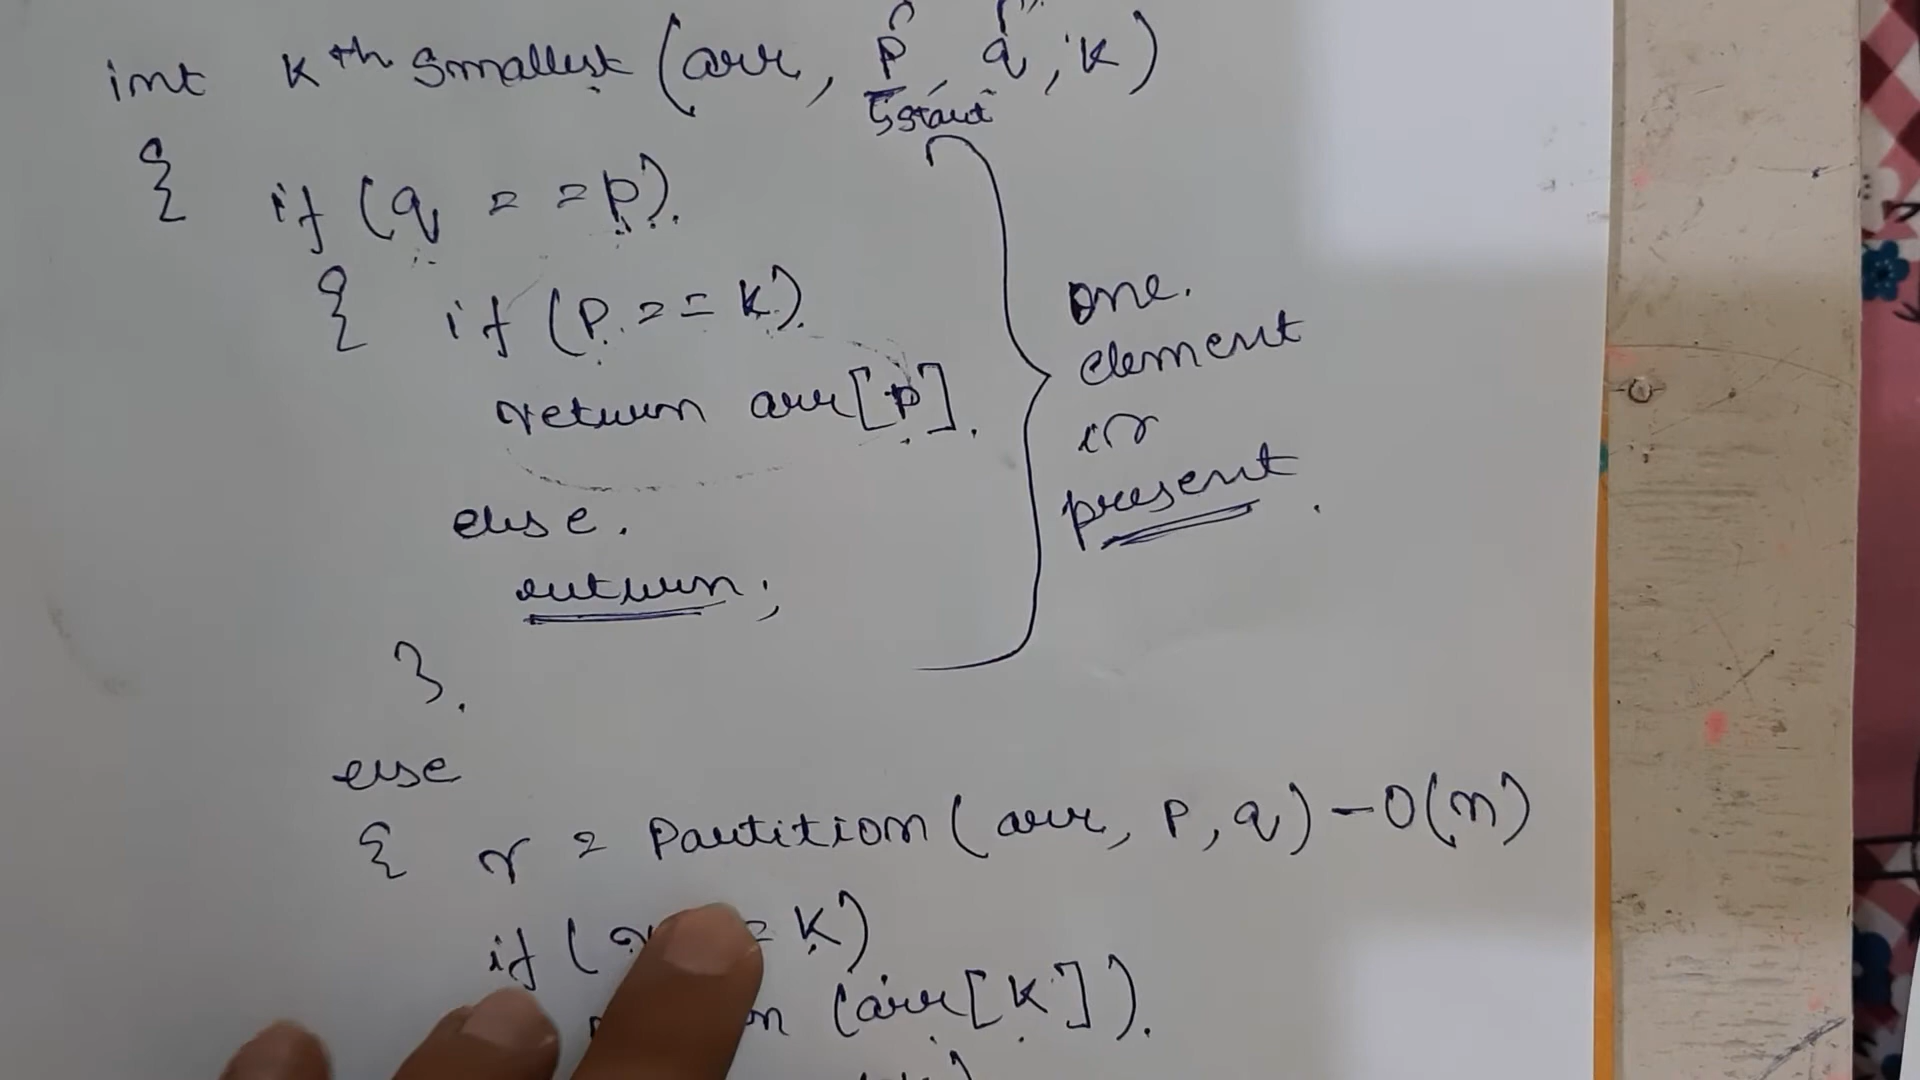 int Kth Smallest (arr, p, q, K)
start
{ if (q == p).
{ if (p == K).
return arr[p].
else.
return;
}.
one.
element
is
present.
else
{ r = Partition (arr, P, q) - O(n)
if ( = K)
(arr[K]).